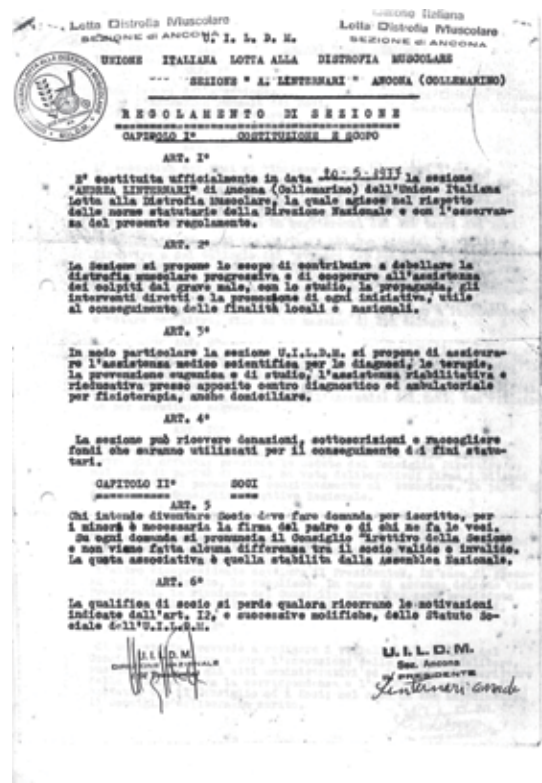 Unione Italiana
Lotta Distrofia Muscolare
SEZIONE di ANCONA
Lotta Distrofia Muscolare
SEZIONE di ANCONA
U. I. L. D. M.
UNIONE ITALIANA LOTTA ALLA DISTROFIA MUSCOLARE
--- SEZIONE " A. LINTERNARI " ANCONA (COLLEMARINO)
REGOLAMENTO DI SEZIONE
CAPITOLO I° COSTITUZIONE E SCOPO
ART. I°
E' costituita ufficialmente in data 10-5-1977 la sezione
"ANDREA LINTERNARI" di Ancona (Collemarino) dell'Unione Italiana
Lotta alla Distrofia Muscolare, la quale agisce nel rispetto
delle norme statutarie della Direzione Nazionale e con l'osservan-
za del presente regolamento.
ART. 2°
La Sezione si propone lo scopo di contribuire a debellare la
distrofia muscolare progressiva e di cooperare all'assistenza
dei colpiti dal grave male, con lo studio, la propaganda, gli
interventi diretti e la promozione di ogni iniziativa, utile
al conseguimento delle finalità locali e nazionali.
ART. 3°
In modo particolare la sezione U.I.L.D.M. si propone di assicura-
re l'assistenza medico scientifica per le diagnosi, le terapie,
la prevenzione eugenica e di studio, l'assistenza riabilitativa e
rieducativa presso apposito centro diagnostico ed ambulatoriale
per fisioterapia, anche domiciliare.
ART. 4°
La sezione può ricevere donazioni, sottoscrizioni e raccogliere
fondi che saranno utilizzati per il conseguimento dei fini statu-
tari.
CAPITOLO II° SOCI
ART. 5
Chi intende diventare Socio deve fare domanda per iscritto, per
i minori è necessaria la firma del padre o di chi ne fa le veci.
Su ogni domanda si pronuncia il Consiglio Direttivo della Sezione
e non viene fatta alcuna differenza tra il socio valido e invalido.
La quota associativa è quella stabilita dalla Assemblea Nazionale.
ART. 6°
La qualifica di socio si perde qualora ricorrano le motivazioni
indicate dall'art. I2, e successive modifiche, dello Statuto So-
ciale dell'U.I.L.D.M.
U. I. L. D. M.
DIREZIONE NAZIONALE
U. I. L. D. M.
Sez. Ancona
IL PRESIDENTE